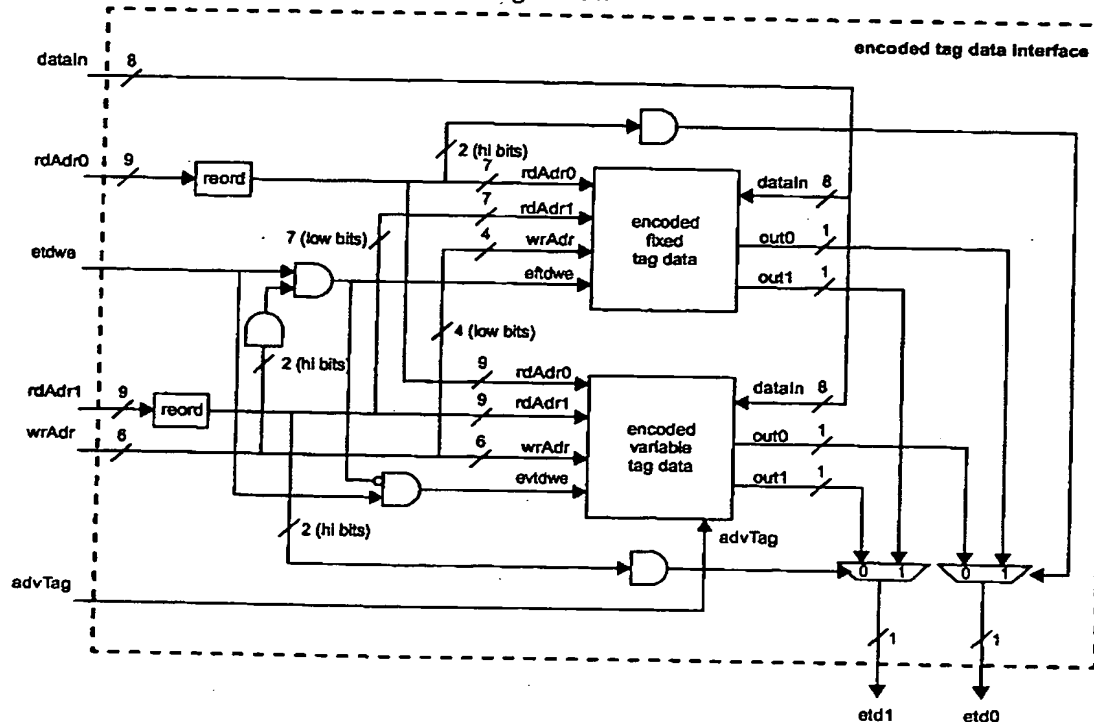 encoded tag data interface
dataIn
8
2 (hi bits)
rdAdr0
9
reord
7
rdAdr0
7
rdAdr1
7 (low bits)
4
wrAdr
eftdwe
encoded
fixed
tag data
dataIn
8
out0
1
out1
1
etdwe
4 (low bits)
2 (hi bits)
rdAdr1
9
reord
wrAdr
6
9
rdAdr0
9
rdAdr1
6
wrAdr
evtdwe
encoded
variable
tag data
dataIn
8
out0
1
out1
1
2 (hi bits)
advTag
advTag
0
1
0
1
1
1
etd1
etd0